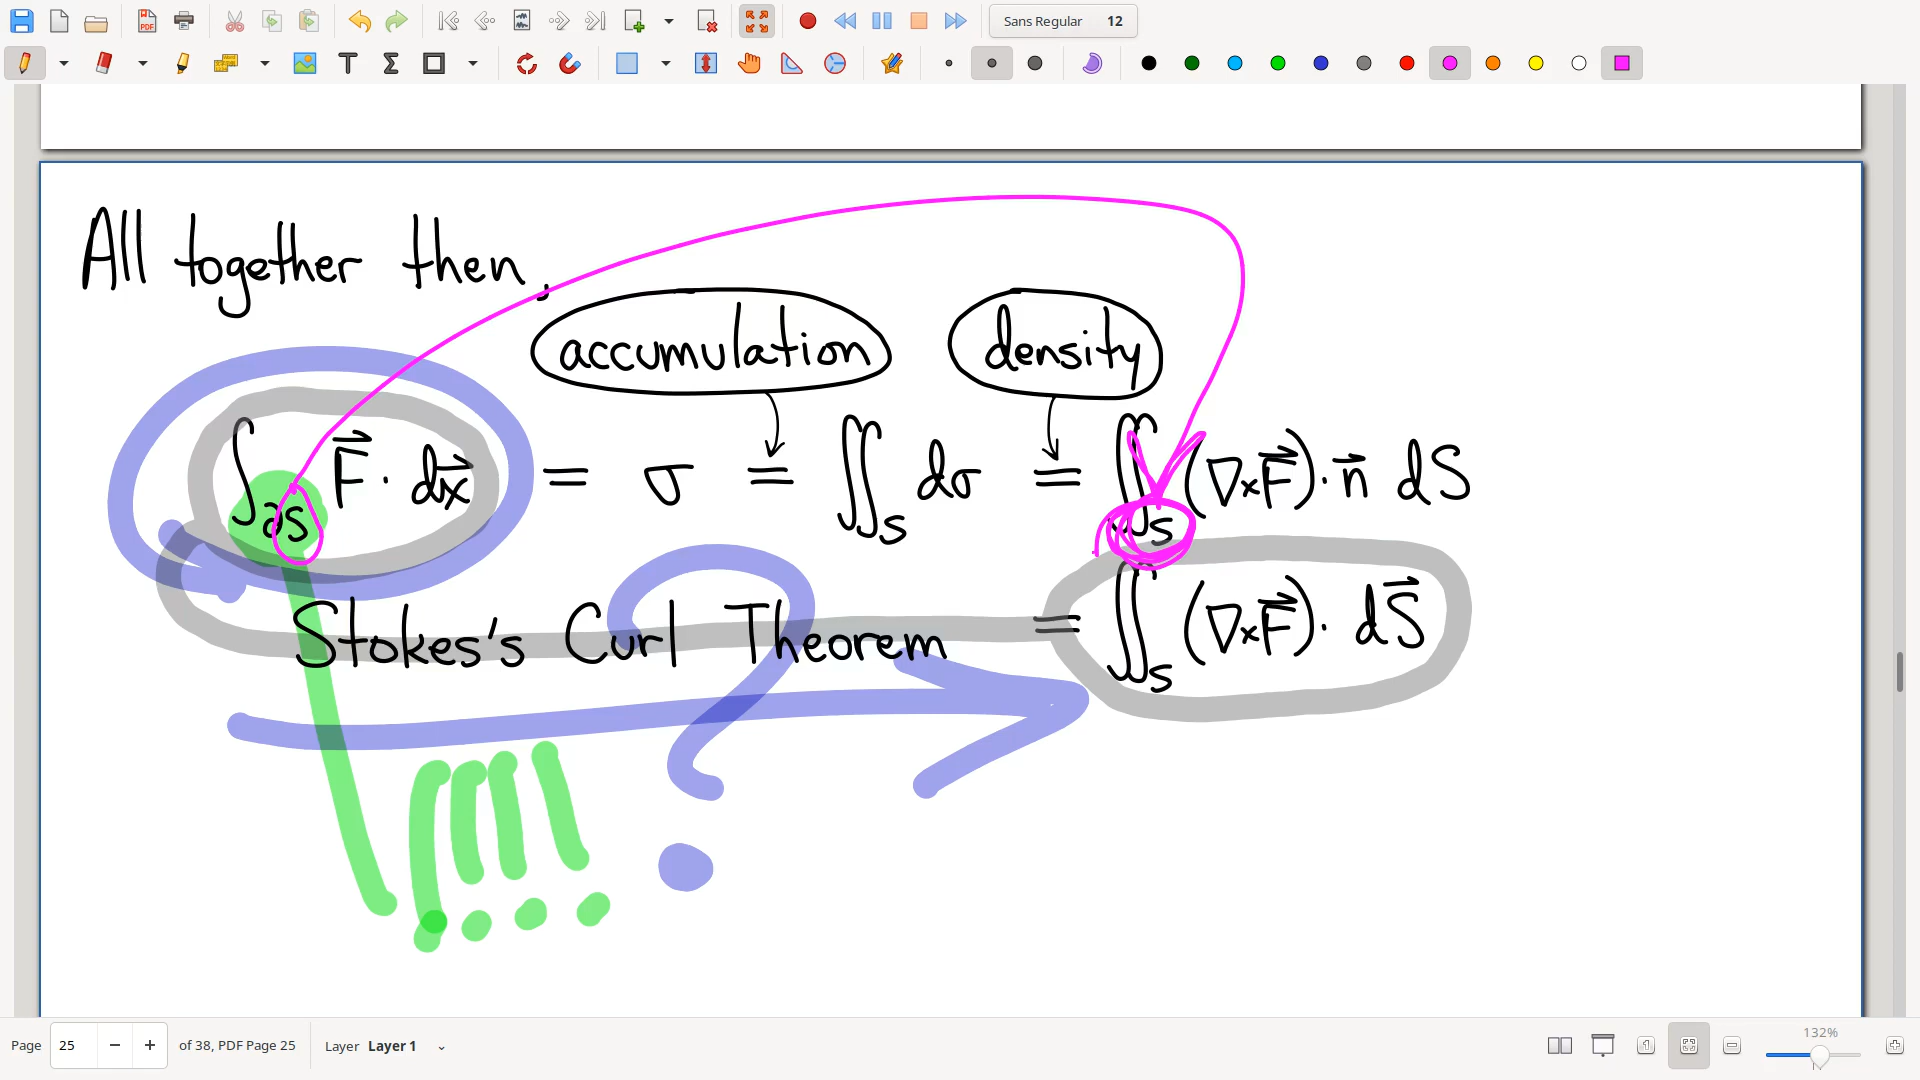 Sans Regular 12
All together then,
accumulation density
∫∂S F⃗ · dx⃗ = σ = ∬S dσ = ∬S (∇×F⃗) · n⃗ dS
Stokes's Curl Theorem = ∬S (∇×F⃗) · dS⃗
!!!! ?
Page 25 − + of 38, PDF Page 25 Layer Layer 1
132%